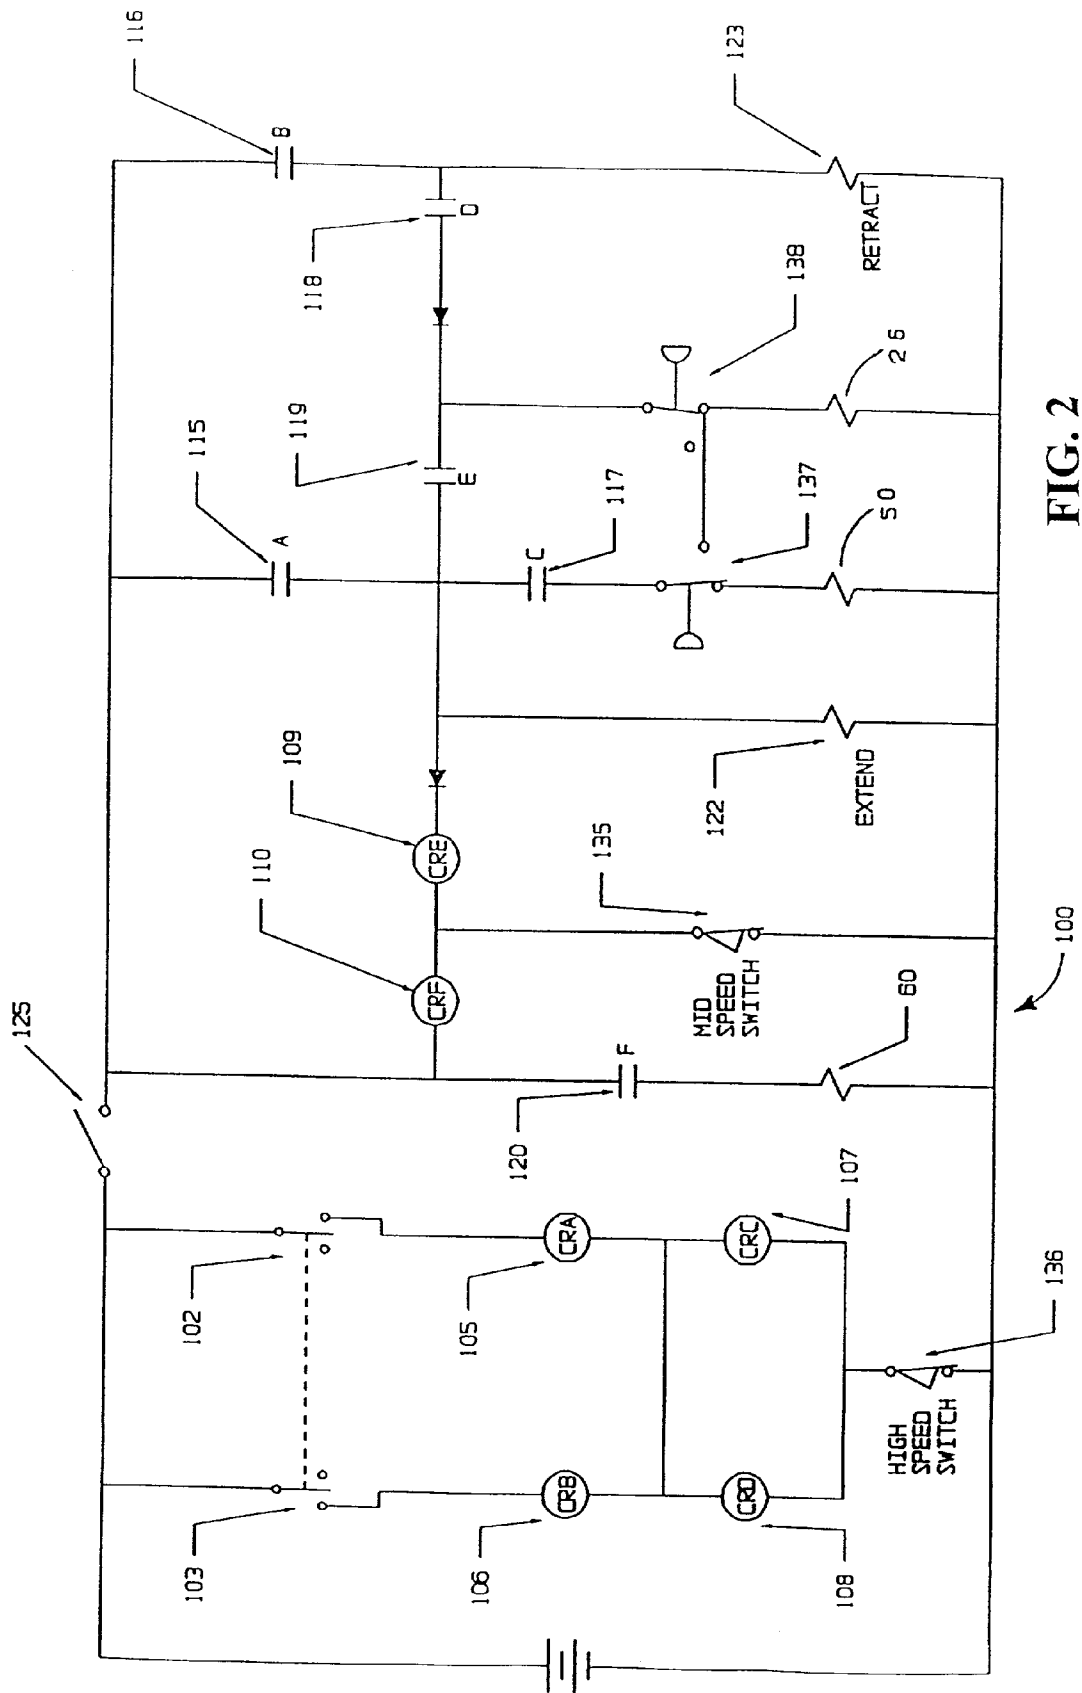 125
116
103
102
115
123
110
A
B
119
118
109
CRF
CRE
E
D
106
105
120
C
CRB
CRA
135
117
F
MID
SPEED
SWITCH
122
CRD
CRC
138
137
108
107
EXTEND
RETRACT
50
26
60
HIGH
SPEED
SWITCH
136
100
FIG. 2